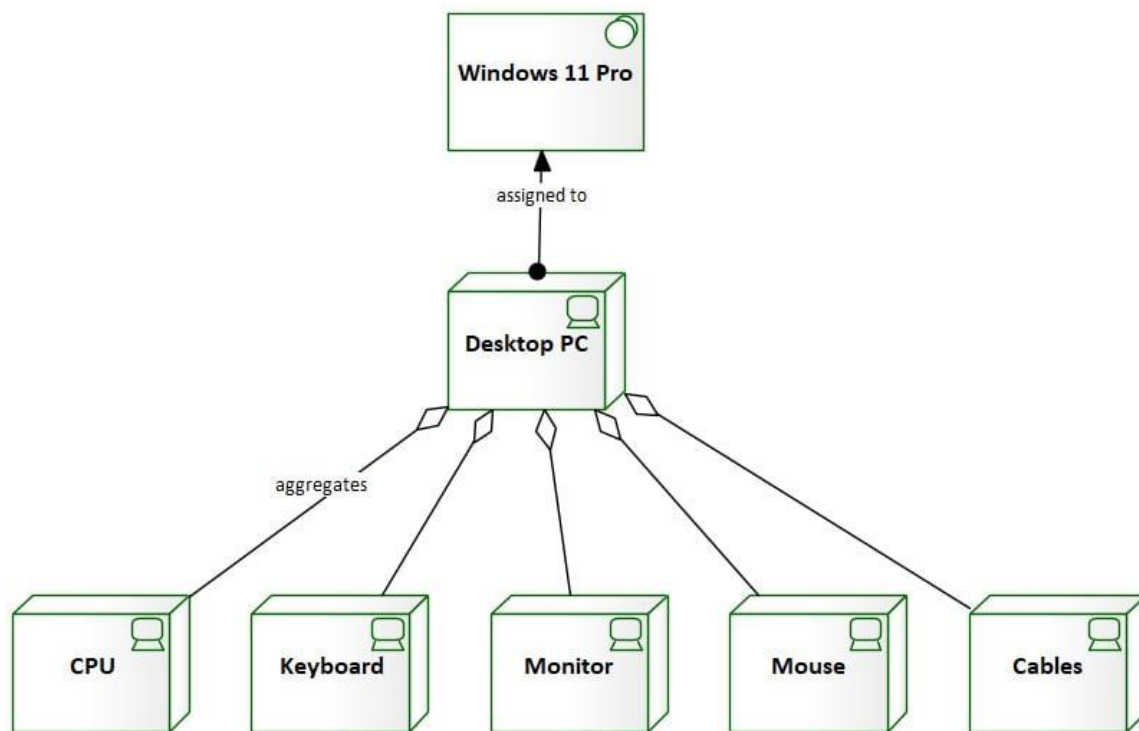 Windows 11 Pro
assigned to
Desktop PC
aggregates
CPU
Keyboard
Monitor
Mouse
Cables